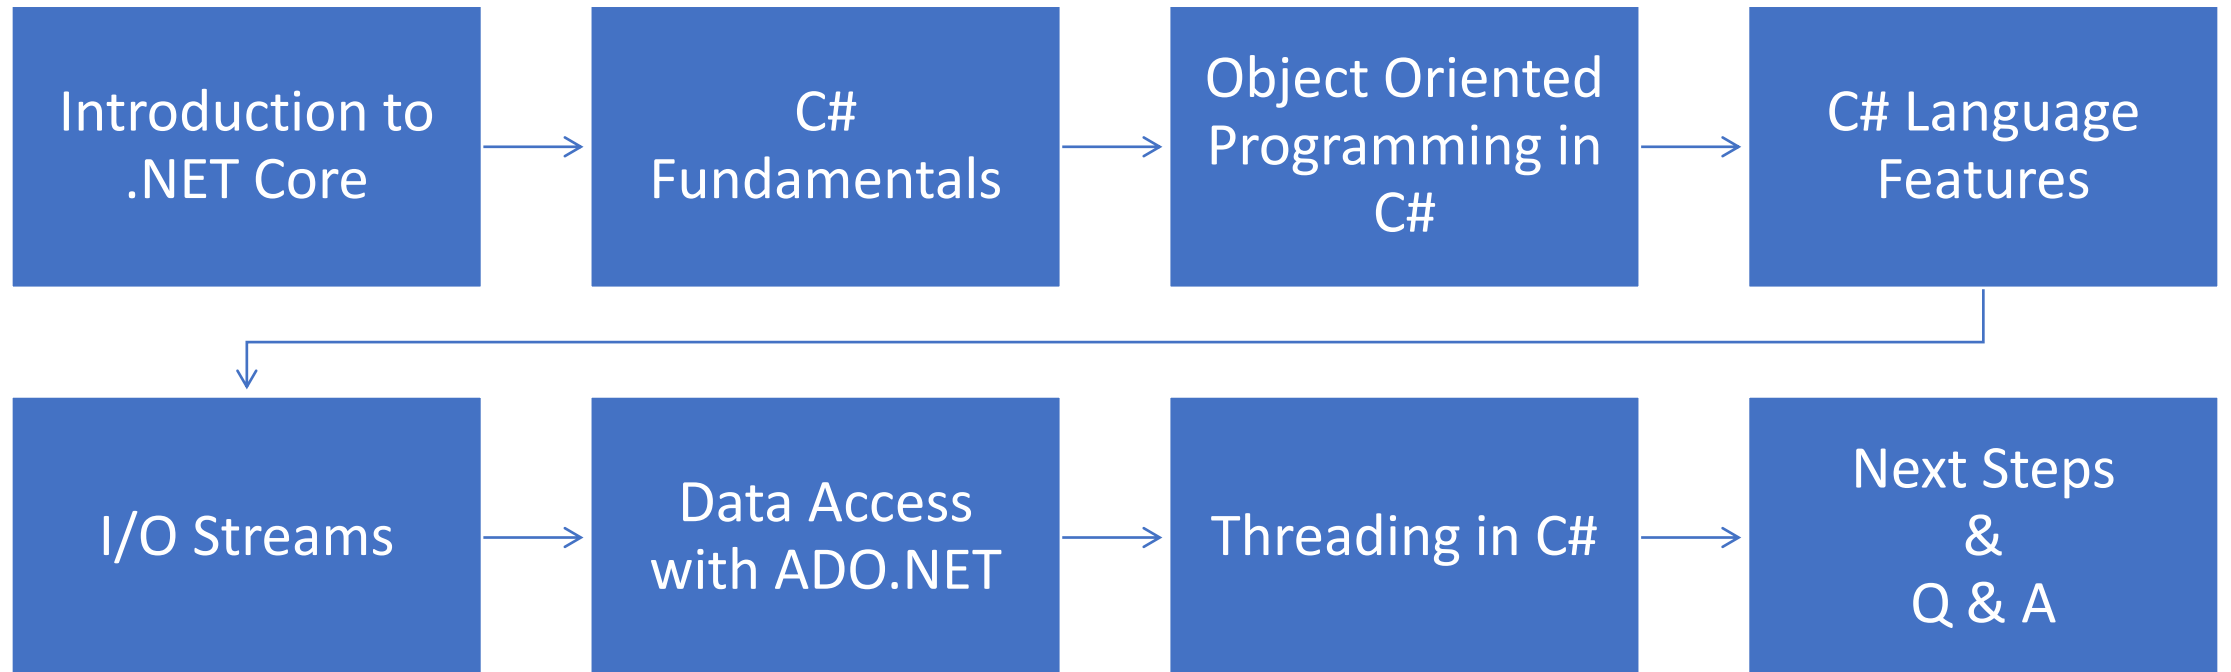 Introduction to
.NET Core
C#
Fundamentals
Object Oriented
Programming in
C#
C# Language
Features
I/O Streams
Data Access
with ADO.NET
Threading in C#
Next Steps
&
Q & A